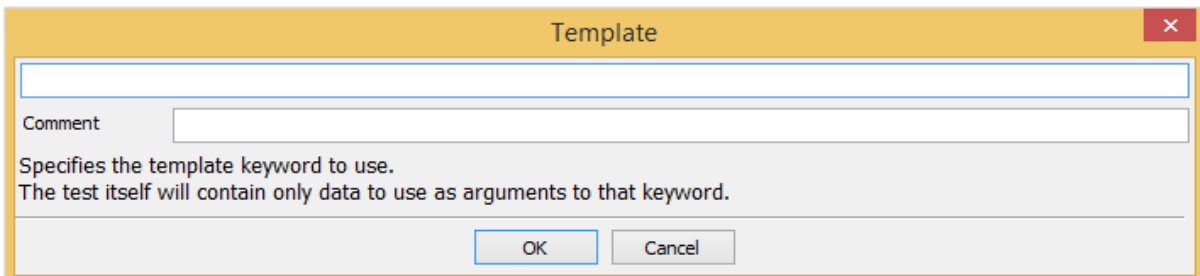 Template
Comment
Specifies the template keyword to use.
The test itself will contain only data to use as arguments to that keyword.
OK
Cancel